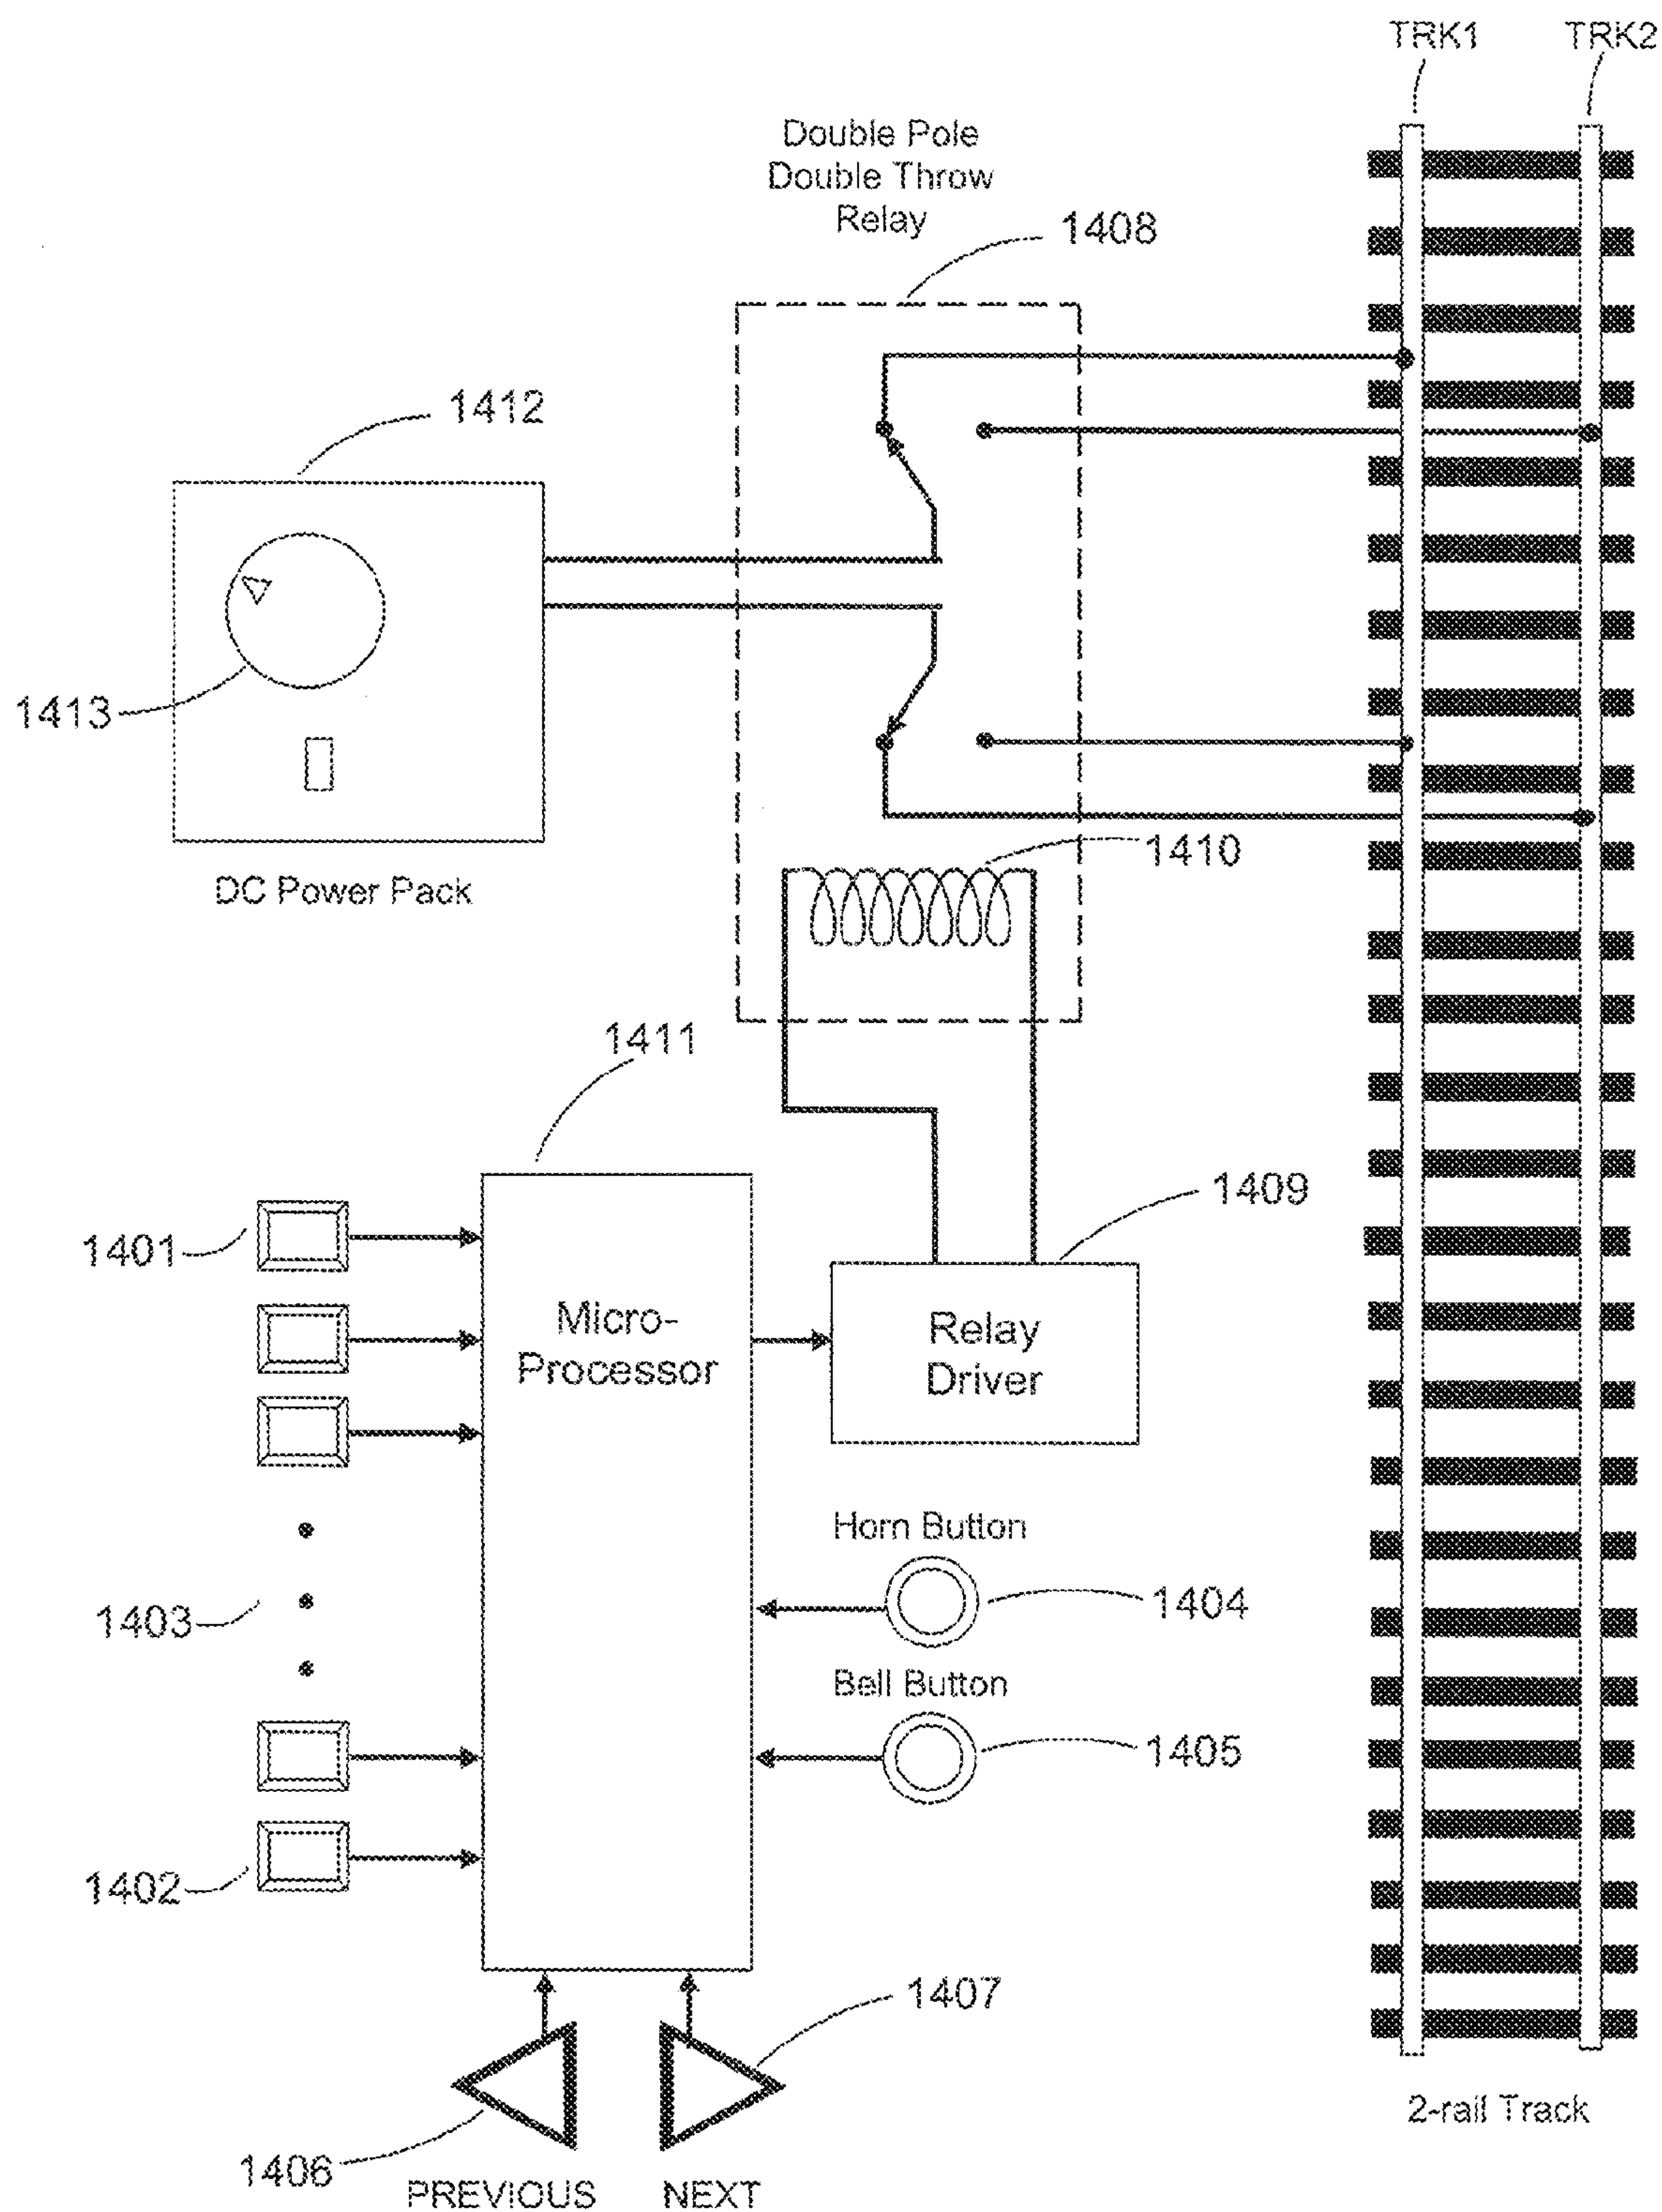 TRK1 TRK2
Double Pole
Double Throw
Relay
1408
1412
1413
DC Power Pack
1410
1411
1409
1401
Micro-
Processor
Relay
Driver
Horn Button
1404
1403
Bell Button
1405
1402
1407
1406
PREVIOUS NEXT
2-rail Track